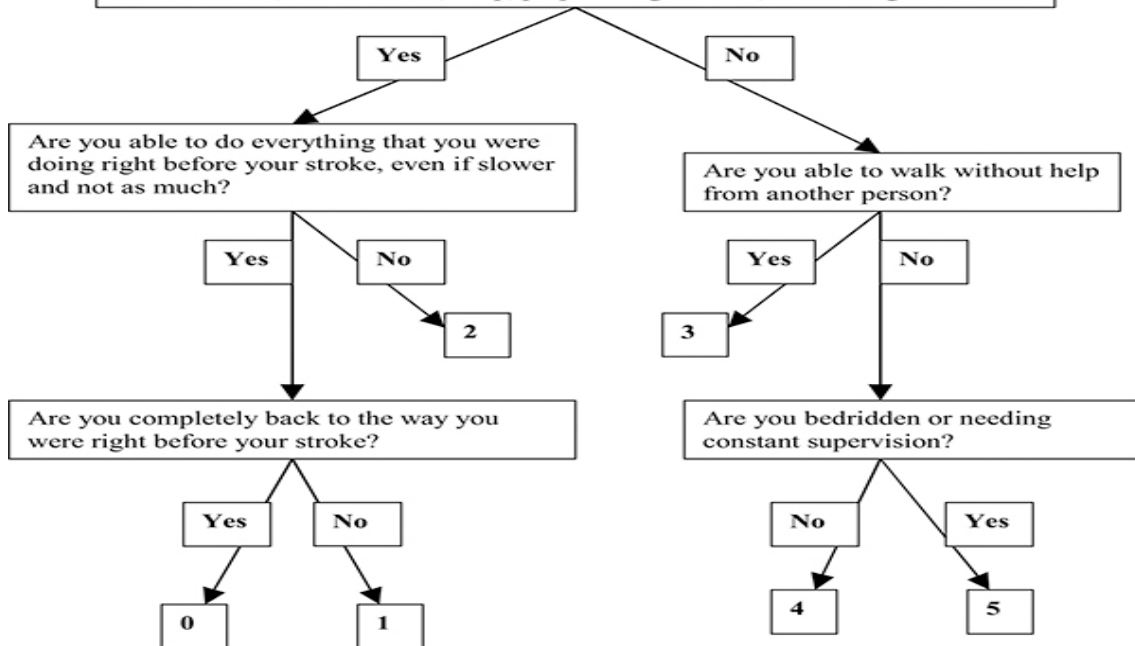 Yes
No
Are you able to do everything that you were
doing right before your stroke, even if slower
and not as much?
Are you able to walk without help
from another person?
Yes
No
Yes
No
2
3
Are you completely back to the way you
were right before your stroke?
Are you bedridden or needing
constant supervision?
Yes
No
No
Yes
0
1
4
5